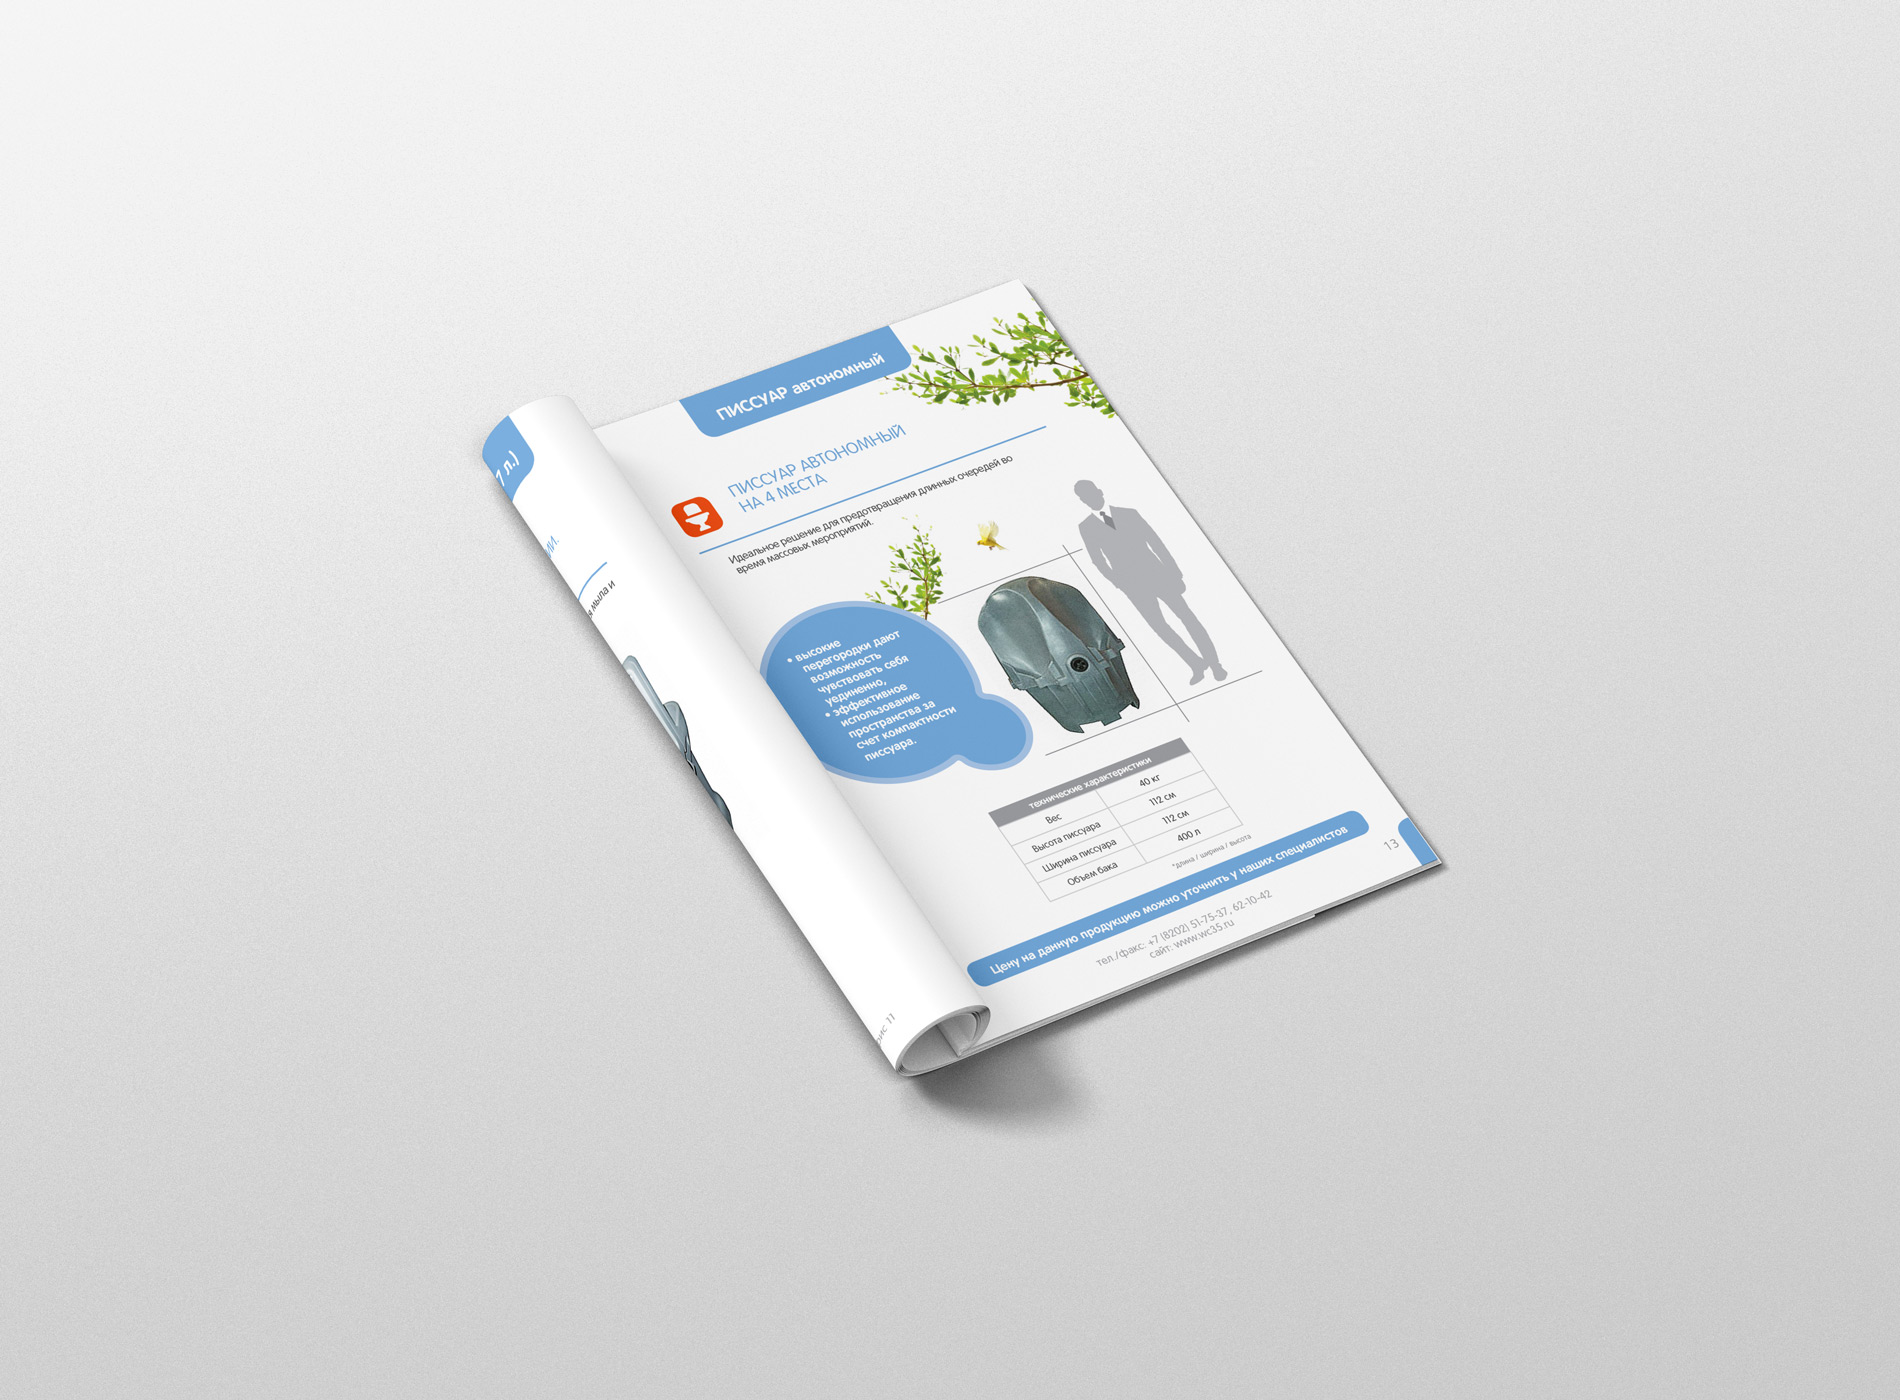 7 л.)
ми.
я мыла и
11
ПИССУАР автономный
ПИССУАР АВТОНОМНЫЙ
НА 4 МЕСТА
Идеальное решение для предотвращения длинных очередей во
время массовых мероприятий.
• высокие
перегородки дают
возможность
чувствовать себя
уединенно,
• эффективное
использование
пространства за
счет компактности
писсуара.
технические характеристики
Вес 40 кг
Высота писсуара 112 см
Ширина писсуара 112 см
Объем бака 400 л
*длина / ширина / высота
Цену на данную продукцию можно уточнить у наших специалистов
13
тел./факс: +7 (8202) 51-75-37, 62-10-42
сайт: www.wc35.ru